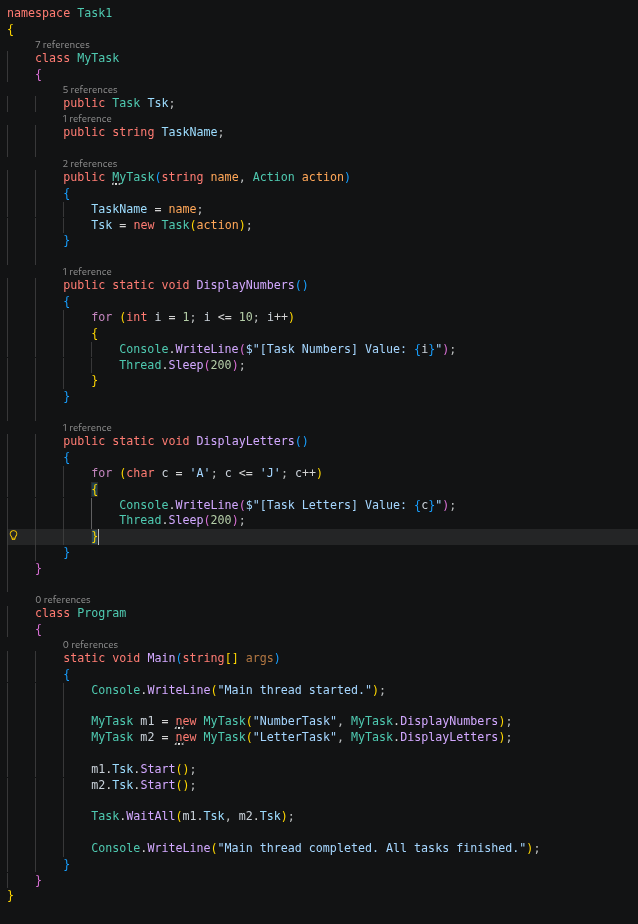 namespace Task1
{
7 references
class MyTask
{
5 references
public Task Tsk;
1 reference
public string TaskName;
2 references
public MyTask(string name, Action action)
{
TaskName = name;
Tsk = new Task(action);
}
1 reference
public static void DisplayNumbers()
{
for (int i = 1; i <= 10; i++)
{
Console.WriteLine($"[Task Numbers] Value: {i}");
Thread.Sleep(200);
}
}
1 reference
public static void DisplayLetters()
{
for (char c = 'A'; c <= 'J'; c++)
{
Console.WriteLine($"[Task Letters] Value: {c}");
Thread.Sleep(200);
}
}
}
0 references
class Program
{
0 references
static void Main(string[] args)
{
Console.WriteLine("Main thread started.");
MyTask m1 = new MyTask("NumberTask", MyTask.DisplayNumbers);
MyTask m2 = new MyTask("LetterTask", MyTask.DisplayLetters);
m1.Tsk.Start();
m2.Tsk.Start();
Task.WaitAll(m1.Tsk, m2.Tsk);
Console.WriteLine("Main thread completed. All tasks finished.");
}
}
}